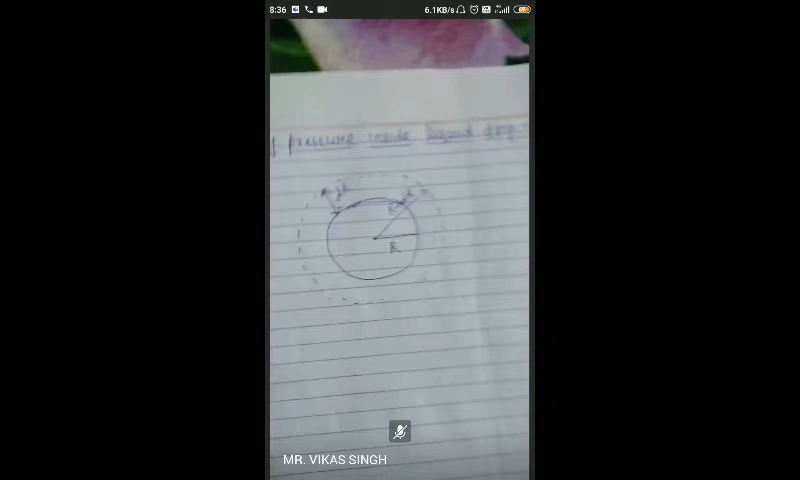 8:36 6.1KB/s
pressure inside liquid drop
R
MR. VIKAS SINGH